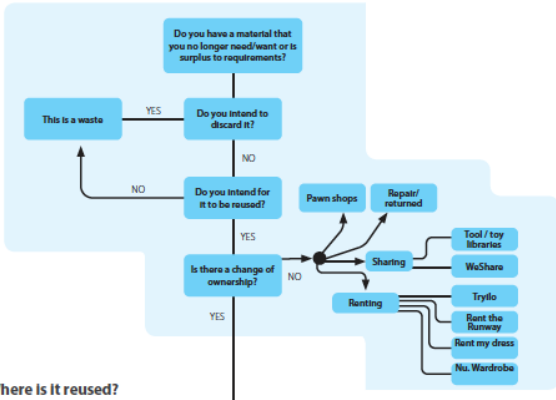 Do you have a material that
you no longer need/want or is
surplus to requirements?
This is a waste
YES
Do you intend to
discard it?
NO
NO
Do you intend for
it to be reused?
Pawn shops
Repair/
returned
YES
Is there a change of
ownership?
NO
Sharing
Tool / toy
libraries
WeShare
Renting
Tryilo
Rent the
Runway
Rent my dress
Nu. Wardrobe
YES
here is it reused?